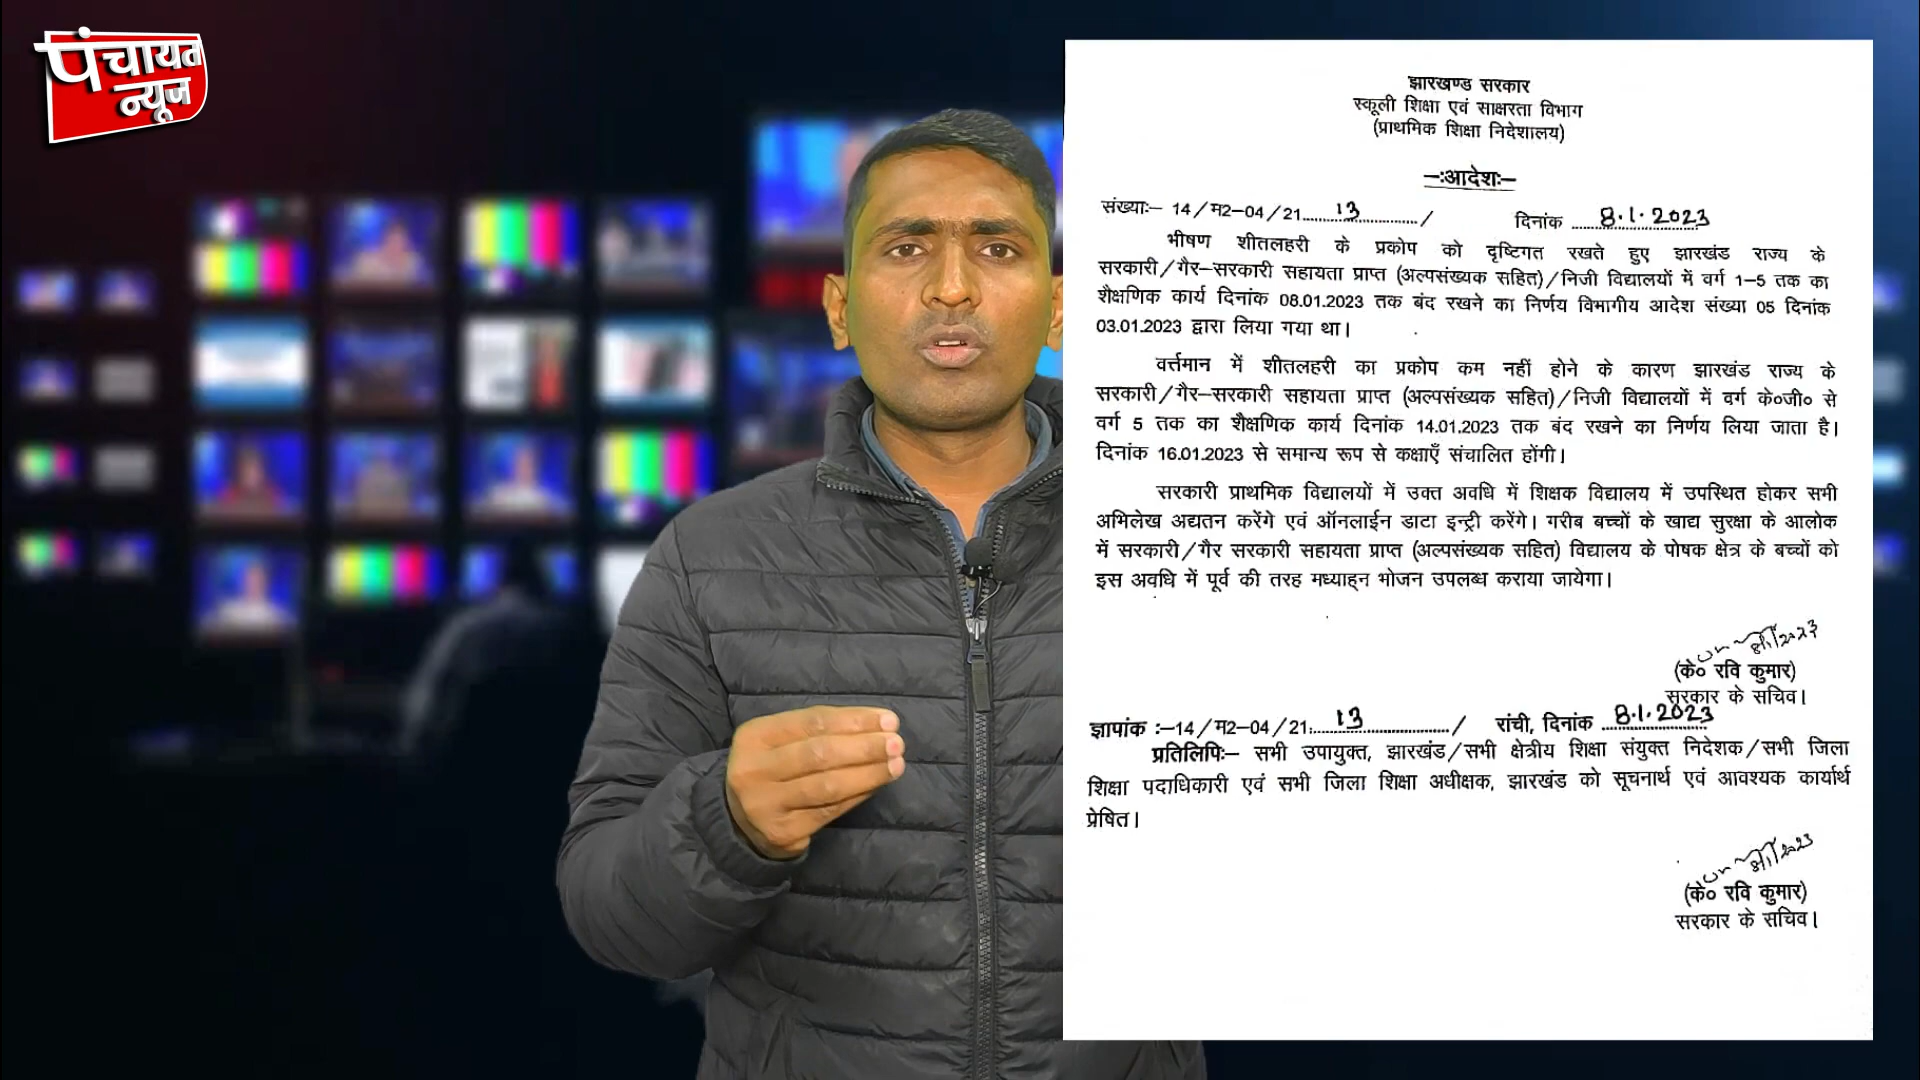 पंचायत
न्यूज
झारखण्ड सरकार
स्कूली शिक्षा एवं साक्षरता विभाग
(प्राथमिक शिक्षा निदेशालय)
—:आदेशः—
संख्याः— 14/म2—04/21....13............/ दिनांक ....8.1.2023
भीषण शीतलहरी के प्रकोप को दृष्टिगत रखते हुए झारखंड राज्य के
सरकारी/गैर—सरकारी सहायता प्राप्त (अल्पसंख्यक सहित)/निजी विद्यालयों में वर्ग 1—5 तक का
शैक्षणिक कार्य दिनांक 08.01.2023 तक बंद रखने का निर्णय विभागीय आदेश संख्या 05 दिनांक
03.01.2023 द्वारा लिया गया था।
वर्त्तमान में शीतलहरी का प्रकोप कम नहीं होने के कारण झारखंड राज्य के
सरकारी/गैर—सरकारी सहायता प्राप्त (अल्पसंख्यक सहित)/निजी विद्यालयों में वर्ग के०जी० से
वर्ग 5 तक का शैक्षणिक कार्य दिनांक 14.01.2023 तक बंद रखने का निर्णय लिया जाता है।
दिनांक 16.01.2023 से समान्य रूप से कक्षाएँ संचालित होंगी।
सरकारी प्राथमिक विद्यालयों में उक्त अवधि में शिक्षक विद्यालय में उपस्थित होकर सभी
अभिलेख अद्यतन करेंगे एवं ऑनलाईन डाटा इन्ट्री करेंगे। गरीब बच्चों के खाद्य सुरक्षा के आलोक
में सरकारी/गैर सरकारी सहायता प्राप्त (अल्पसंख्यक सहित) विद्यालय के पोषक क्षेत्र के बच्चों को
इस अवधि में पूर्व की तरह मध्याह्न भोजन उपलब्ध कराया जायेगा।
(के० रवि कुमार)
सरकार के सचिव।
ज्ञापांक :—14/म2—04/21....13............/ रांची, दिनांक ....8.1.2023
प्रतिलिपिः— सभी उपायुक्त, झारखंड/सभी क्षेत्रीय शिक्षा संयुक्त निदेशक/सभी जिला
शिक्षा पदाधिकारी एवं सभी जिला शिक्षा अधीक्षक, झारखंड को सूचनार्थ एवं आवश्यक कार्यार्थ
प्रेषित।
(के० रवि कुमार)
सरकार के सचिव।